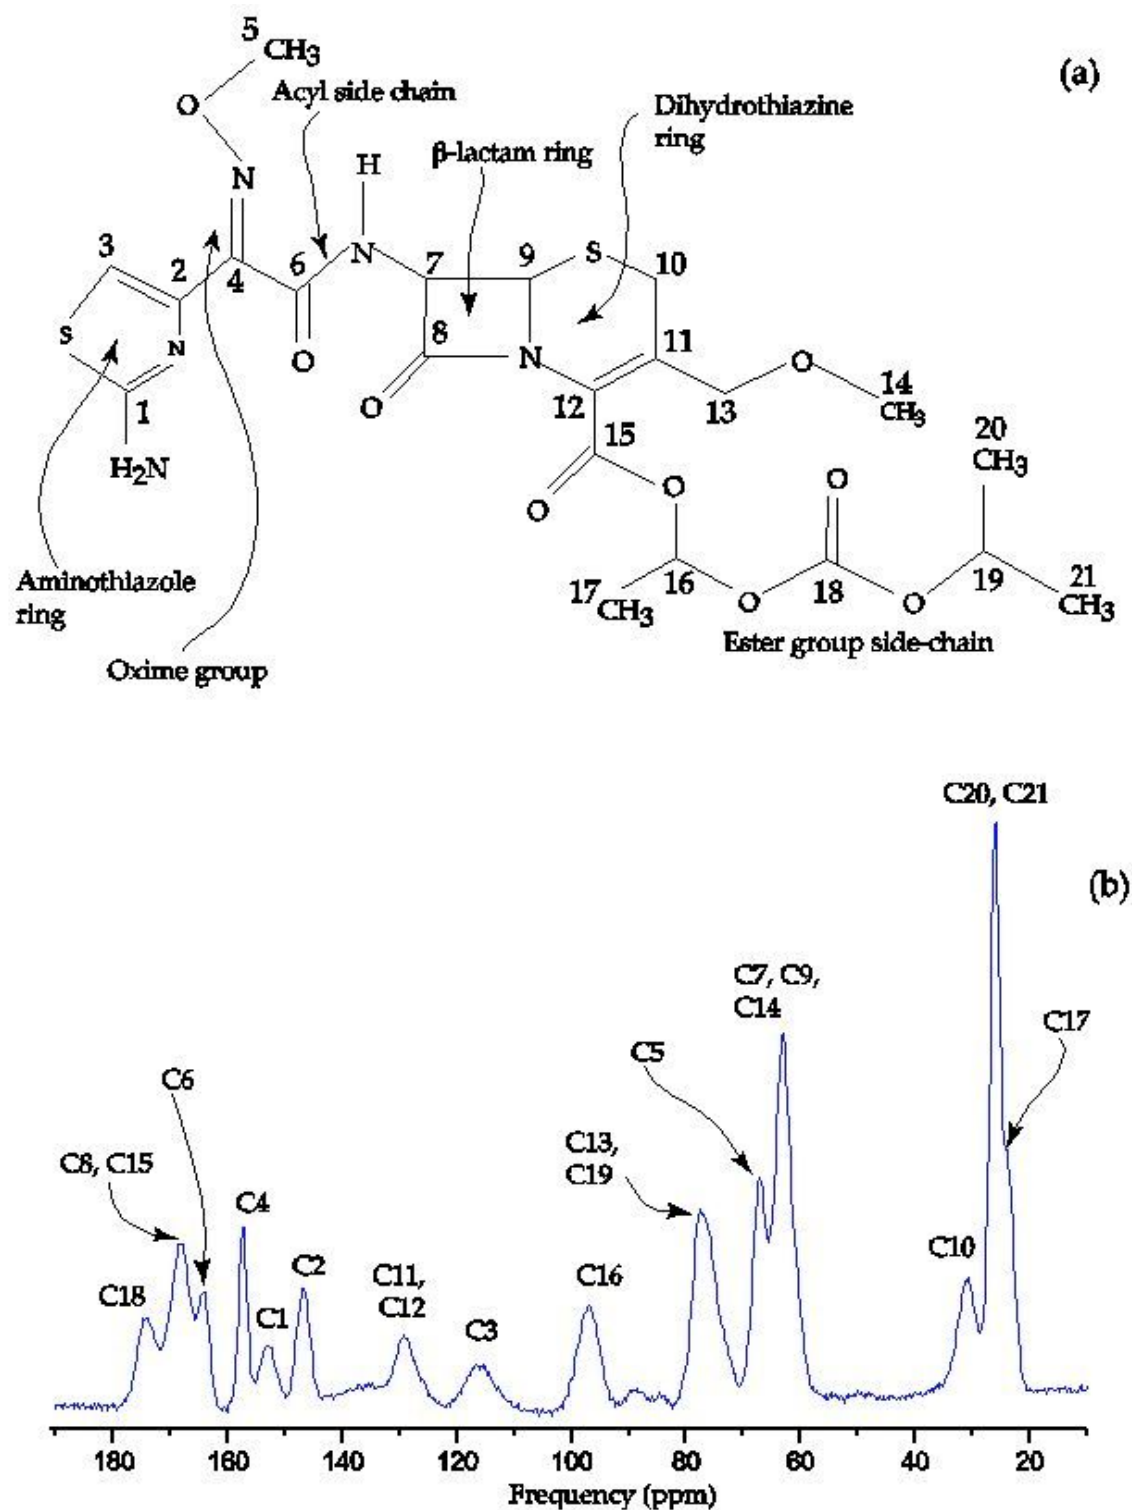 5
CH3
(a)
Acyl side chain
Dihydrothiazine
ring
O
β-lactam ring
H
N
3
2
4
6
N
7
9
S
10
S
N
O
8
N
11
O
1
H2N
O
12
13
14
CH3
15
O
O
O
20
CH3
Aminothiazole
ring
17
CH3
16
O
18
O
19
21
CH3
Ester group side-chain
Oxime group
C20, C21
(b)
C7, C9,
C14
C17
C5
C6
C13,
C19
C8, C15
C4
C10
C2
C11,
C12
C16
C18
C1
C3
180 160 140 120 100 80 60 40 20
Frequency (ppm)